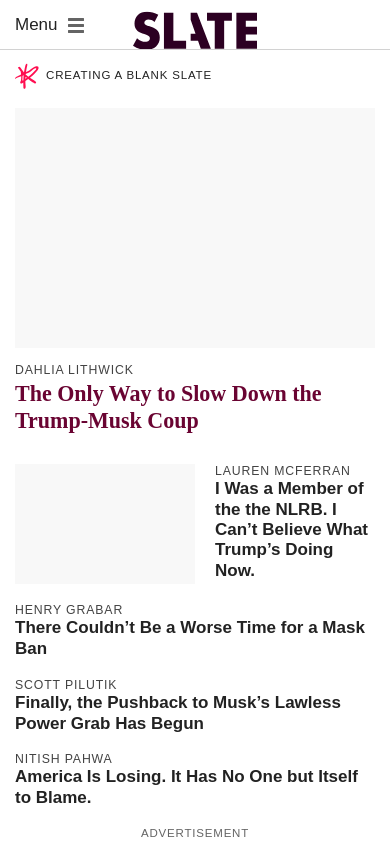 Menu
SLATE
CREATING A BLANK SLATE
DAHLIA LITHWICK
The Only Way to Slow Down the
Trump-Musk Coup
LAUREN MCFERRAN
I Was a Member of
the the NLRB. I
Can’t Believe What
Trump’s Doing
Now.
HENRY GRABAR
There Couldn’t Be a Worse Time for a Mask
Ban
SCOTT PILUTIK
Finally, the Pushback to Musk’s Lawless
Power Grab Has Begun
NITISH PAHWA
America Is Losing. It Has No One but Itself
to Blame.
ADVERTISEMENT